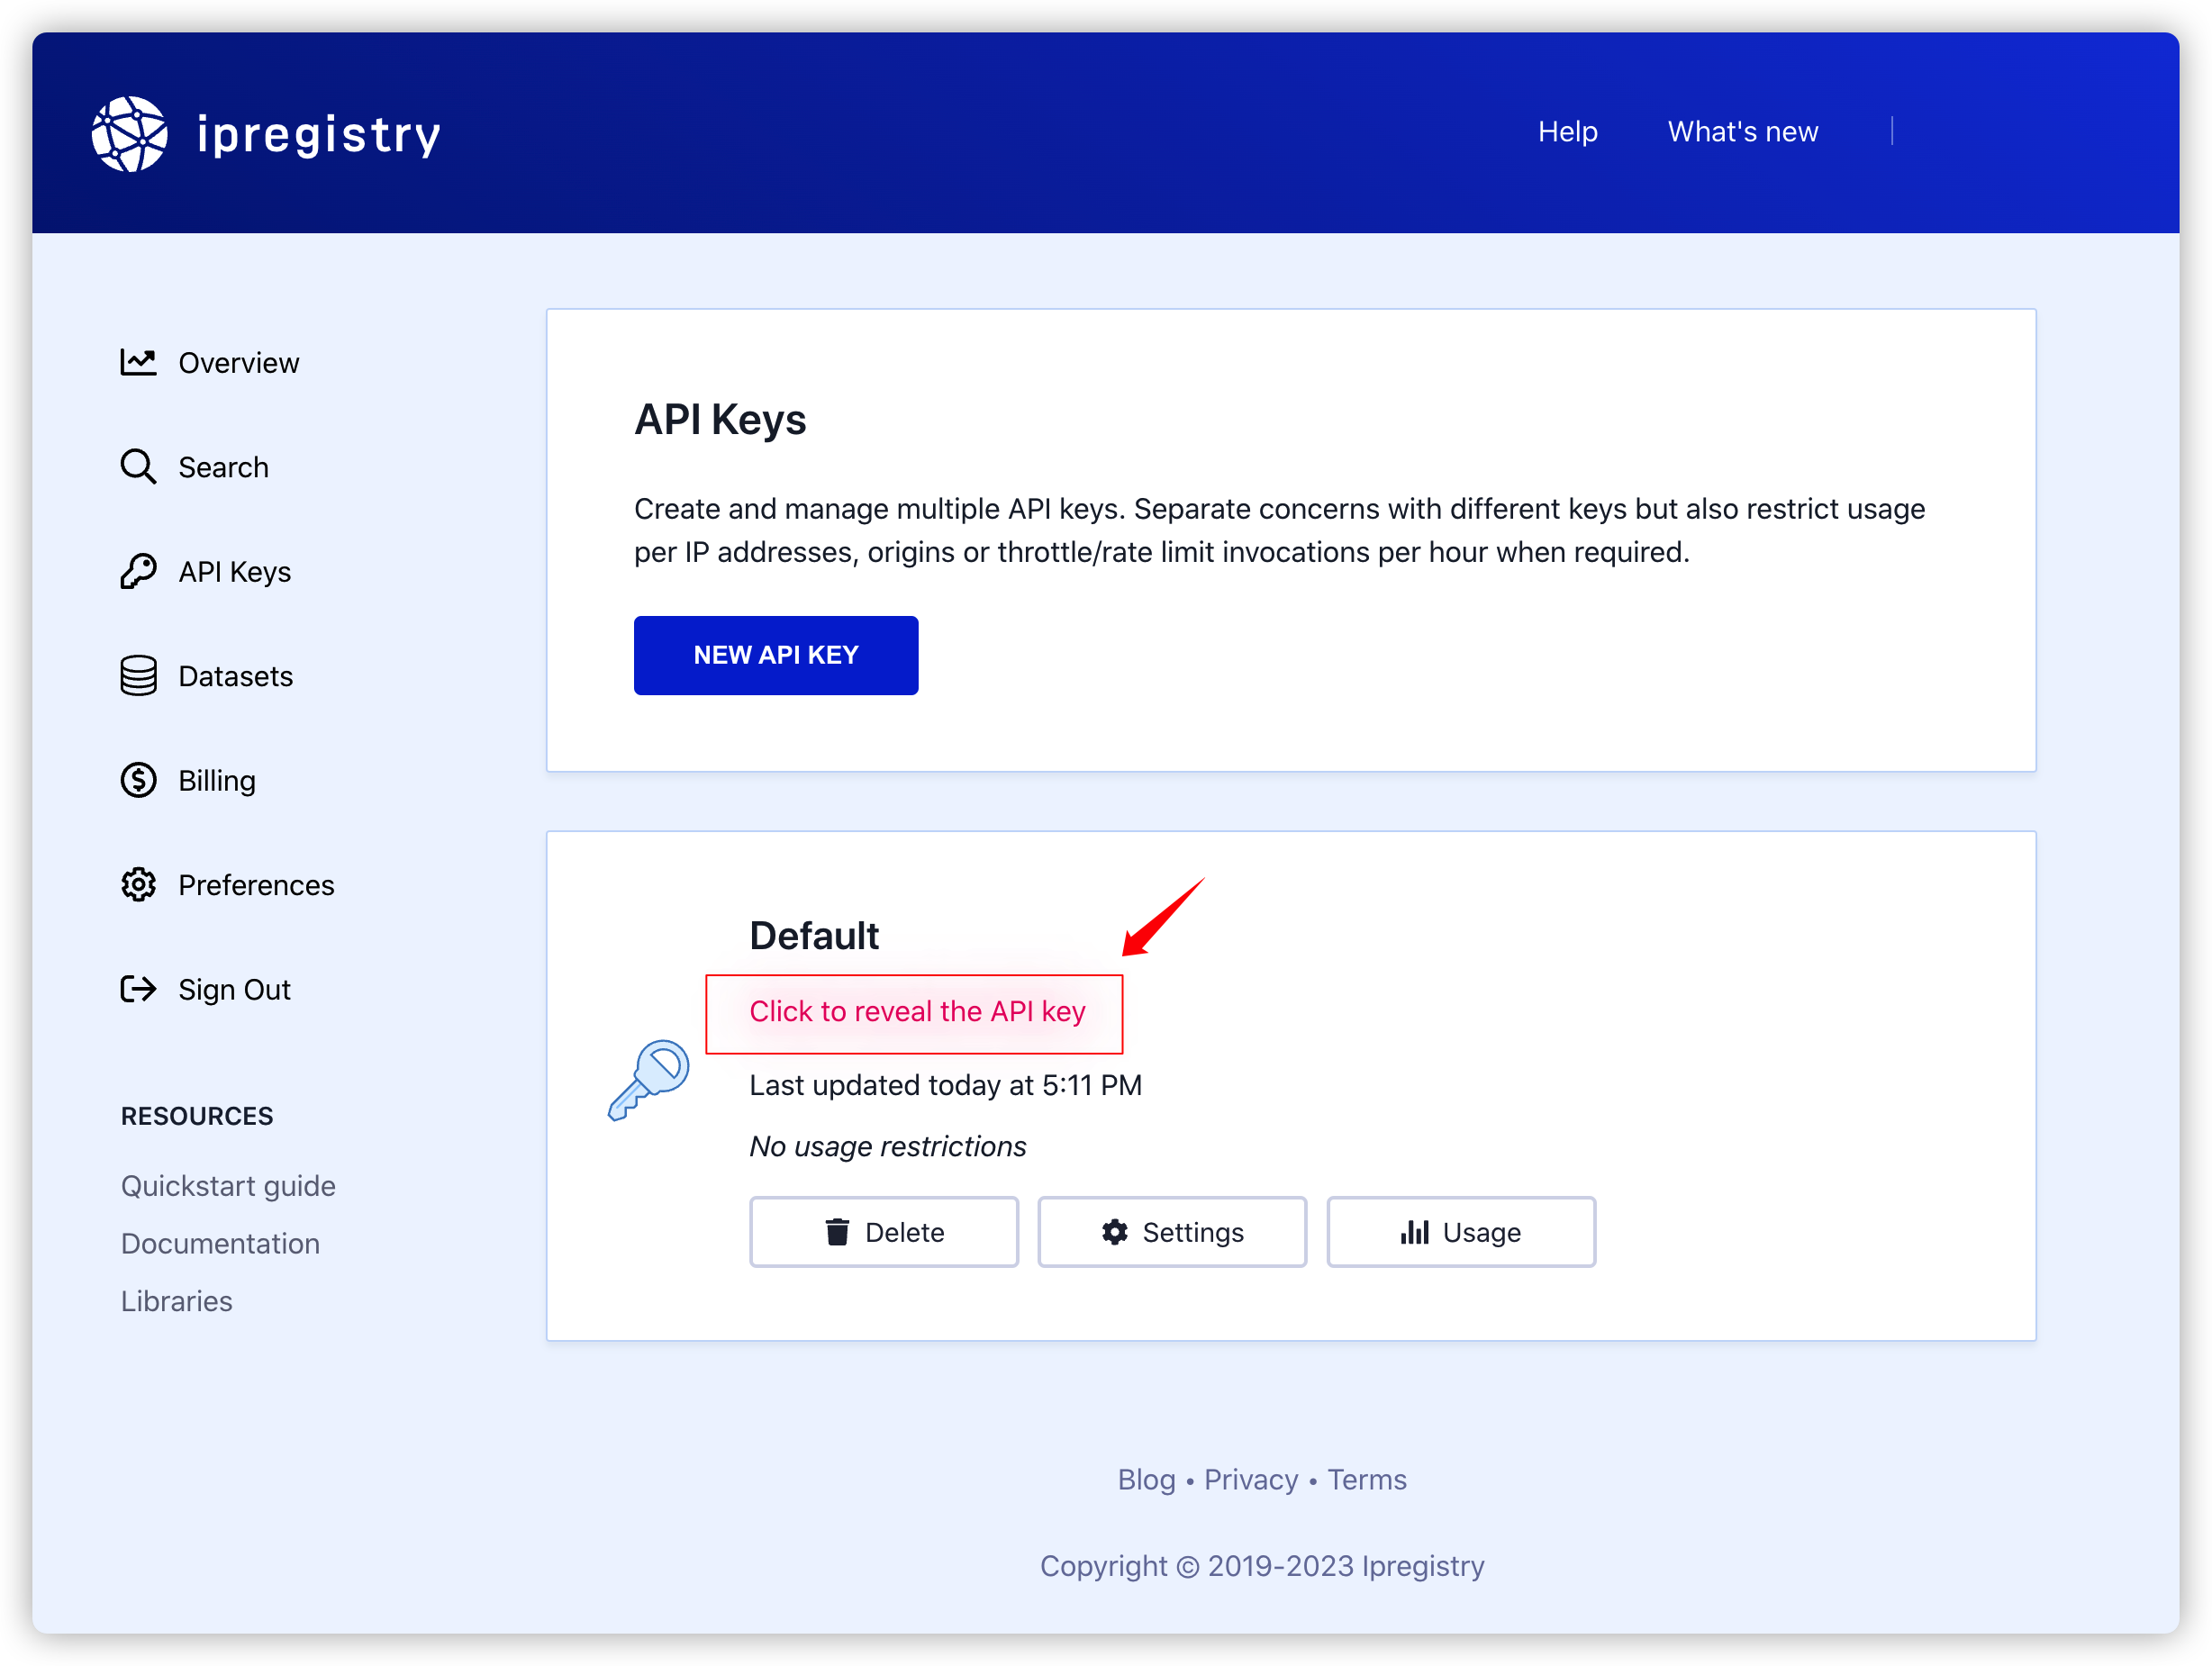 ipregistry
Help
What's new
Overview
Search
API Keys
Datasets
Billing
Preferences
Sign Out
RESOURCES
Quickstart guide
Documentation
Libraries
API Keys
Create and manage multiple API keys. Separate concerns with different keys but also restrict usage
per IP addresses, origins or throttle/rate limit invocations per hour when required.
NEW API KEY
Default
Click to reveal the API key
Last updated today at 5:11 PM
No usage restrictions
Delete
Settings
Usage
Blog • Privacy • Terms
Copyright © 2019-2023 Ipregistry